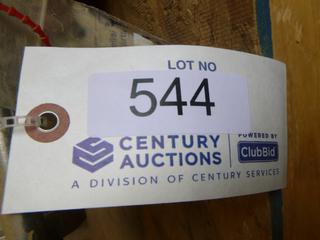 LOT NO
544
CENTURY
AUCTIONS
POWERED BY
ClubBid
A DIVISION OF CENTURY SERVICES